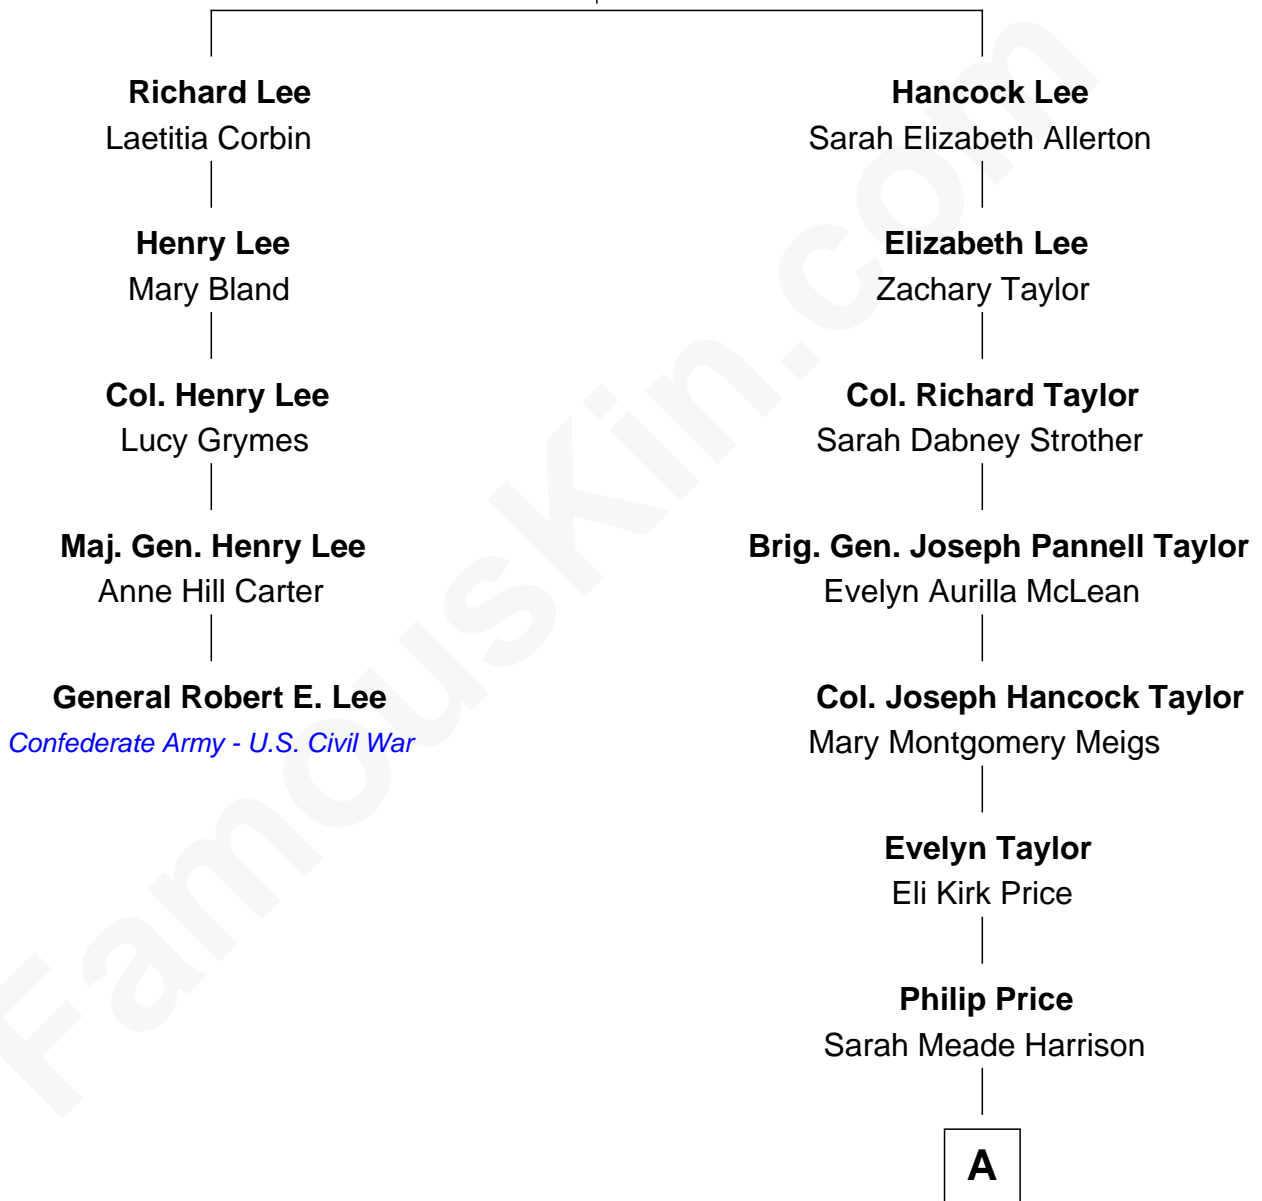 Richard Lee
Laetitia Corbin
Henry Lee
Mary Bland
Col. Henry Lee
Lucy Grymes
Maj. Gen. Henry Lee
Anne Hill Carter
General Robert E. Lee
Confederate Army - U.S. Civil War
Hancock Lee
Sarah Elizabeth Allerton
Elizabeth Lee
Zachary Taylor
Col. Richard Taylor
Sarah Dabney Strother
Brig. Gen. Joseph Pannell Taylor
Evelyn Aurilla McLean
Col. Joseph Hancock Taylor
Mary Montgomery Meigs
Evelyn Taylor
Eli Kirk Price
Philip Price
Sarah Meade Harrison
A
FamousKin.com